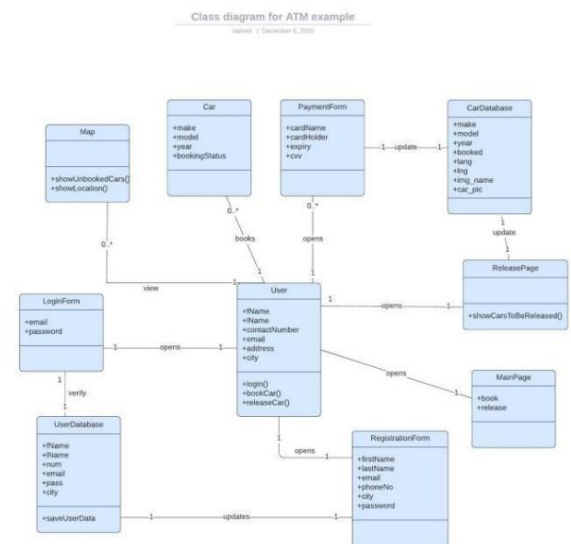 Class diagram for ATM example
rashed | December 6, 2020
Map
+showUnbookedCars()
+showLocation()
Car
+make
+model
+year
+bookingStatus
PaymentForm
+cardName
+cardHolder
+expiry
+cvv
CarDatabase
+make
+model
+year
+booked
+lang
+lng
+img_name
+car_pic
1 update 1
0..*
0..*
0..*
books
opens
1
update
1
view
1
1
1
ReleasePage
+showCarsToBeReleased()
LoginForm
+email
+password
User
+fName
+lName
+contactNumber
+email
+address
+city
+login()
+bookCar()
+releaseCar()
1 opens 1
1 opens 1
opens
1
MainPage
+book
+release
1
verify
1
UserDatabase
+fName
+lName
+num
+email
+pass
+city
+saveUserData
1
opens
1
RegistrationForm
+firstName
+lastName
+email
+phoneNo
+city
+password
1 updates 1